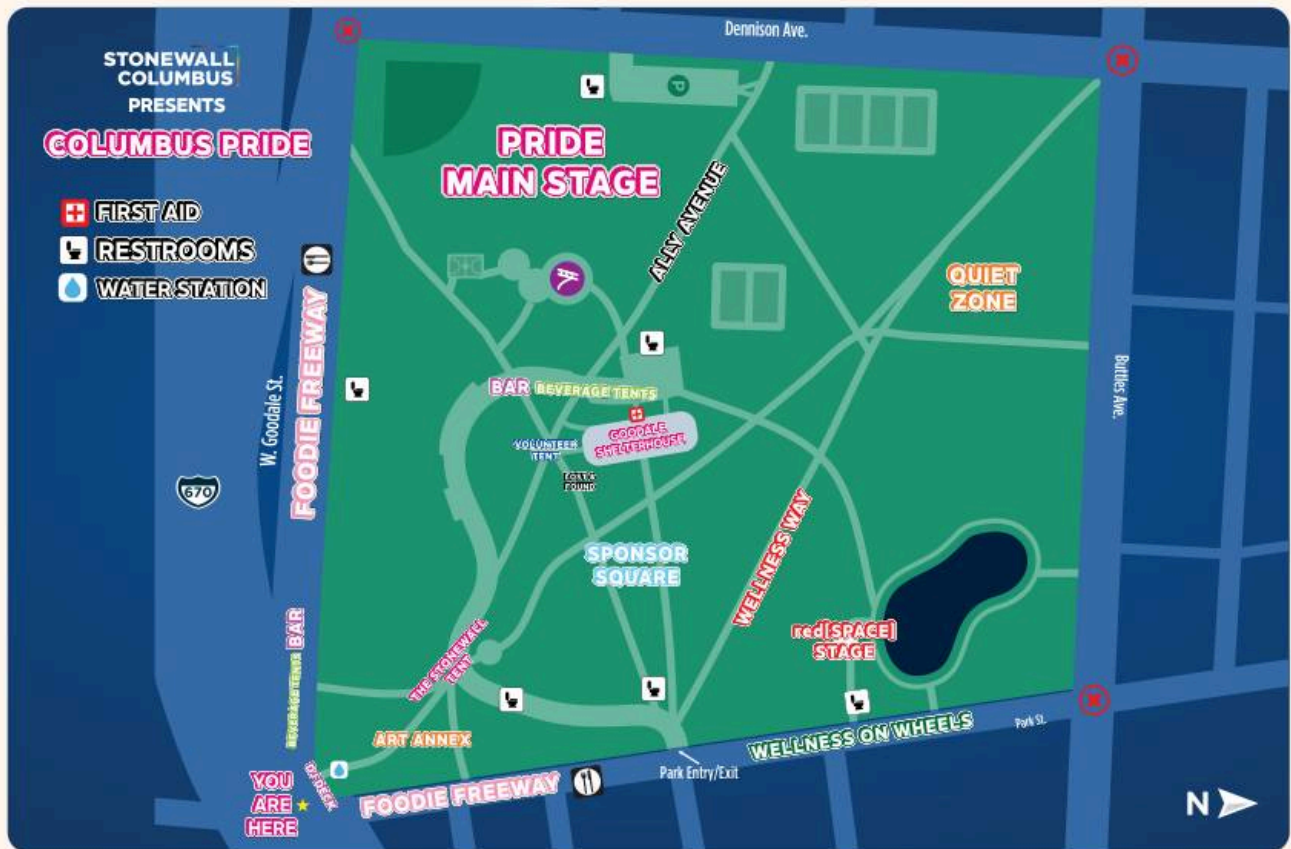 STONEWALL
COLUMBUS
PRESENTS
COLUMBUS PRIDE
FIRST AID
RESTROOMS
WATER STATION
Dennison Ave.
P
PRIDE
MAIN STAGE
ALLY AVENUE
QUIET
ZONE
FOODIE FREEWAY
W. Goodale St.
670
Buttles Ave.
BAR
BEVERAGE TENTS
GOODALE
SHELTERHOUSE
VOLUNTEER
TENT
LOST &
FOUND
SPONSOR
SQUARE
WELLNESS WAY
red[SPACE]
STAGE
BAR
BEVERAGE TENTS
THE STONEWALL
TENT
ART ANNEX
WELLNESS ON WHEELS
Park St.
Park Entry/Exit
DJ DECK
YOU
ARE
HERE
FOODIE FREEWAY
N